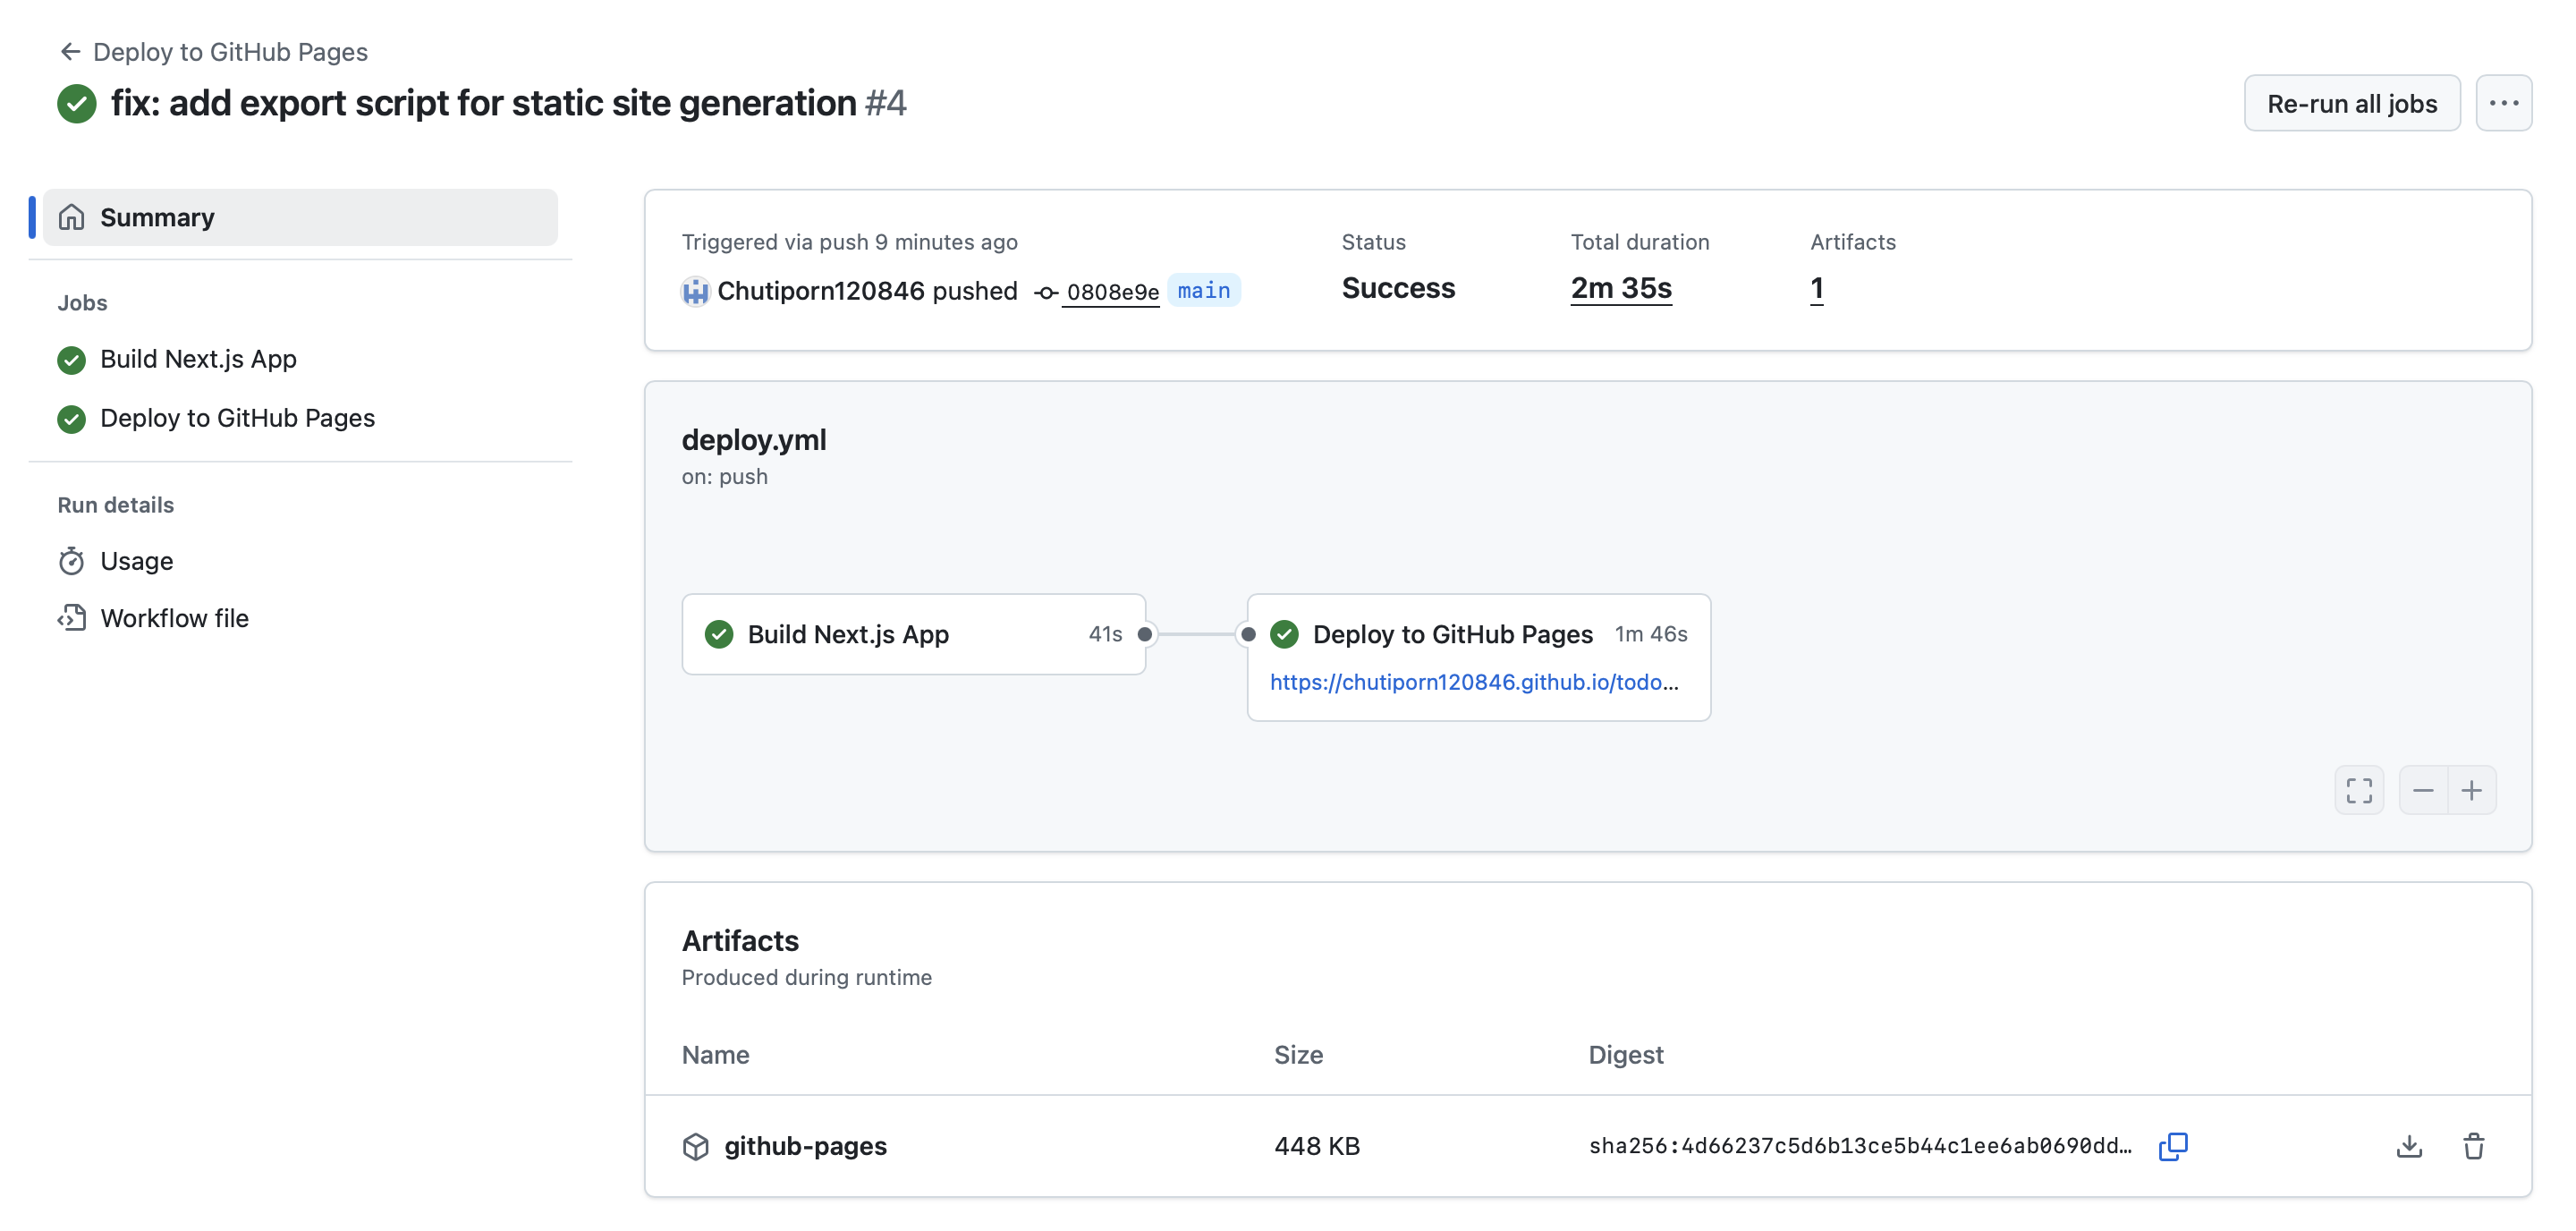 Deploy to GitHub Pages
fix: add export script for static site generation #4
Re-run all jobs
Summary
Jobs
Build Next.js App
Deploy to GitHub Pages
Run details
Usage
Workflow file
Triggered via push 9 minutes ago
Chutiporn120846 pushed 0808e9e main
Status
Success
Total duration
2m 35s
Artifacts
1
deploy.yml
on: push
Build Next.js App 41s
Deploy to GitHub Pages 1m 46s
https://chutiporn120846.github.io/todo...
Artifacts
Produced during runtime
Name Size Digest
github-pages 448 KB sha256:4d66237c5d6b13ce5b44c1ee6ab0690dd…